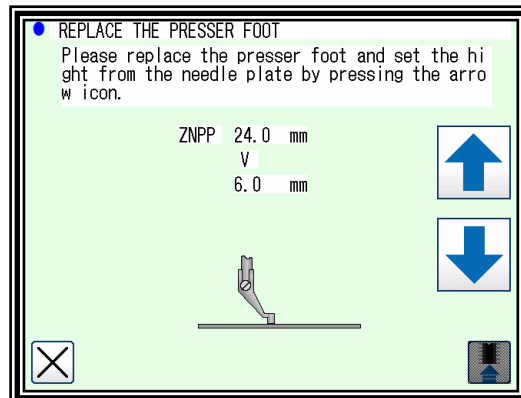 REPLACE THE PRESSER FOOT
Please replace the presser foot and set the hi
ght from the needle plate by pressing the arro
w icon.
ZNPP 24.0 mm
V
6.0 mm